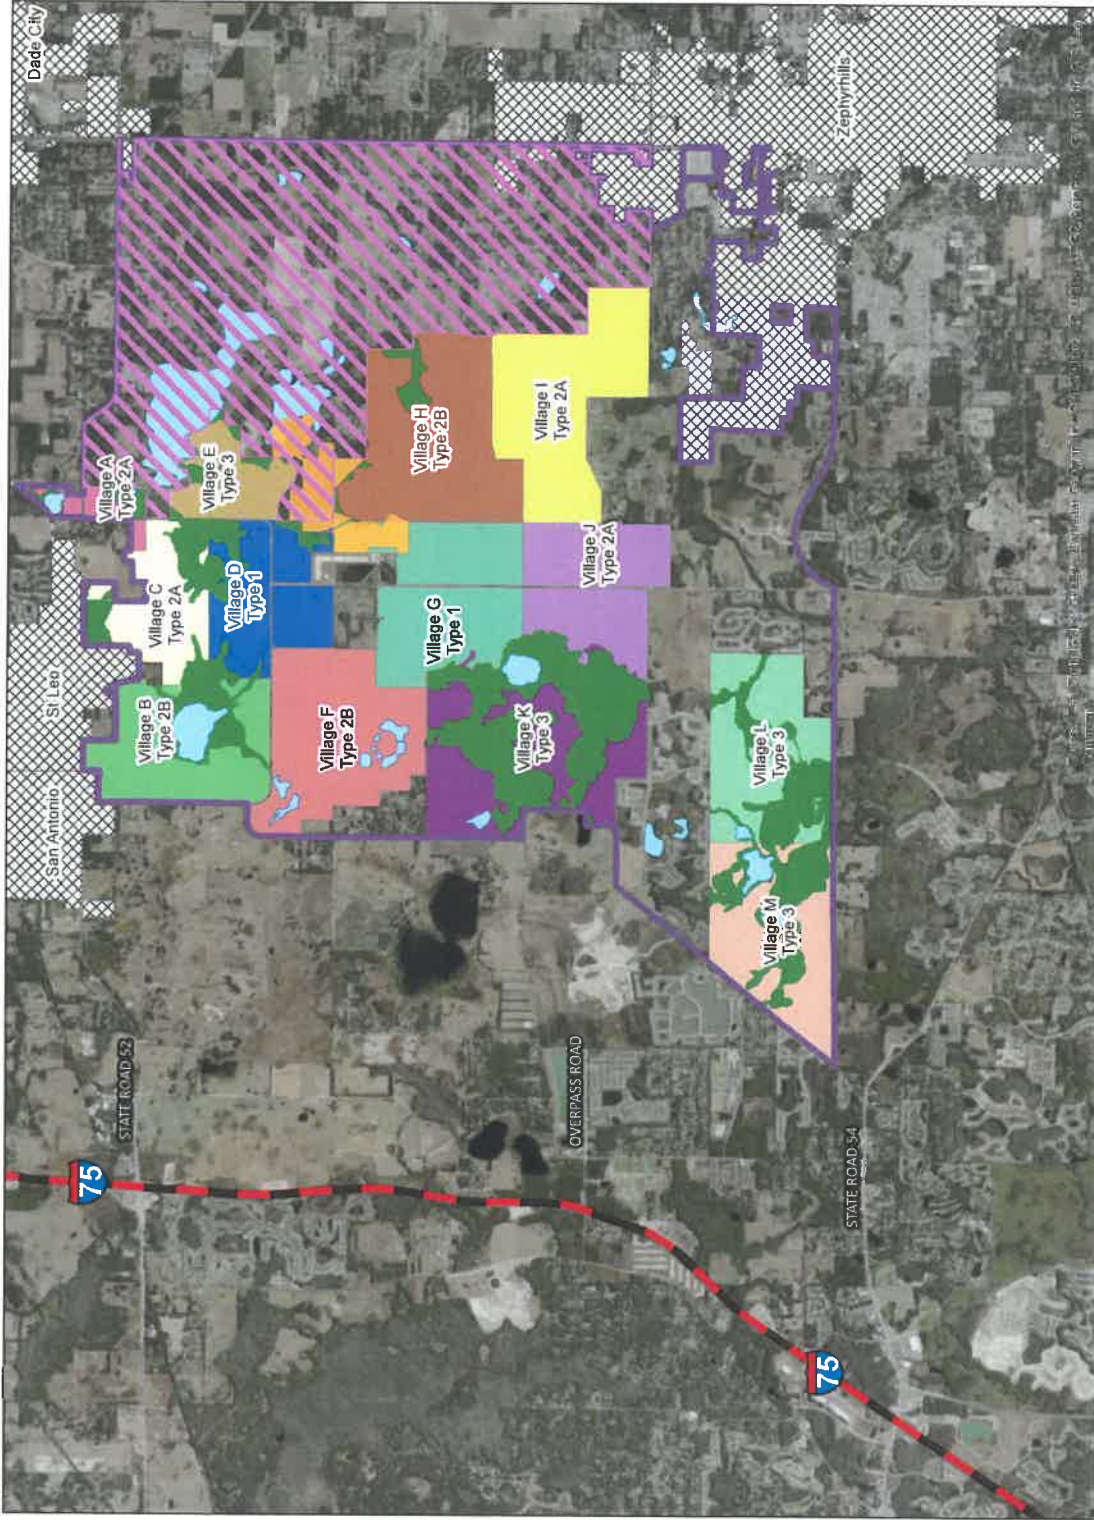 Dade City
St Leo
San Antonio
Zephyrhills
Village A
Type 2A
Village B
Type 2B
Village C
Type 2A
Village D
Type 1
Village E
Type 3
Village F
Type 2B
Village G
Type 1
Village H
Type 2B
Village I
Type 2A
Village J
Type 2A
Village K
Type 3
Village L
Type 3
Village M
Type 3
STATE ROAD 52
75
OVERPASS ROAD
STATE ROAD 54
75